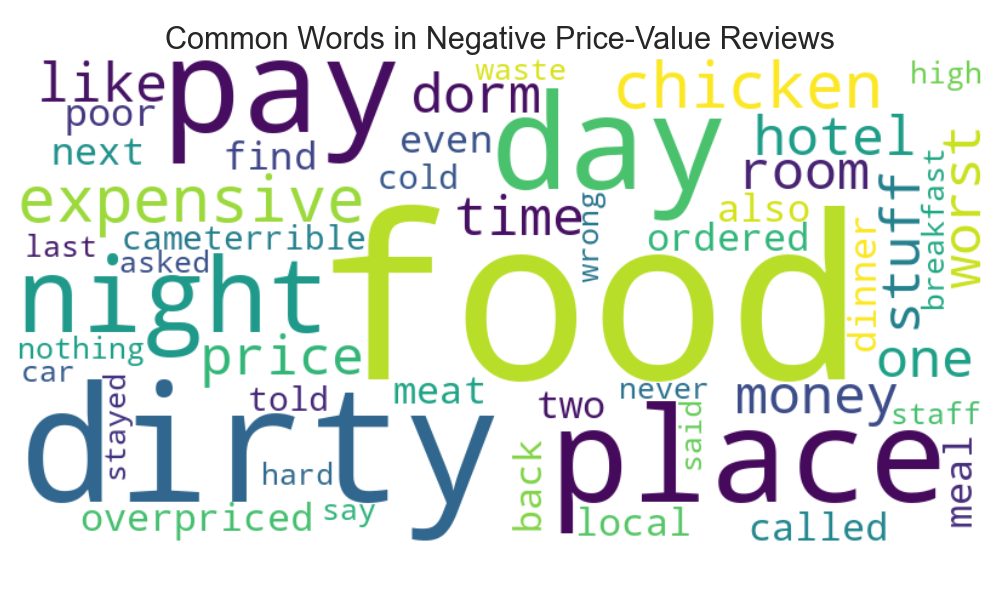 Common Words in Negative Price-Value Reviews
like
pay
waste
chicken
high
poor
dorm
day
hotel
next
find
even
cold
room
worst
expensive
time
wrong
also
stuff
breakfast
last
cameterrible
ordered
asked
night
food
dinner
nothing
price
one
car
stayed
told
meat
two
never
money
staff
dirty
hard
back
place
said
meal
overpriced
say
local
called